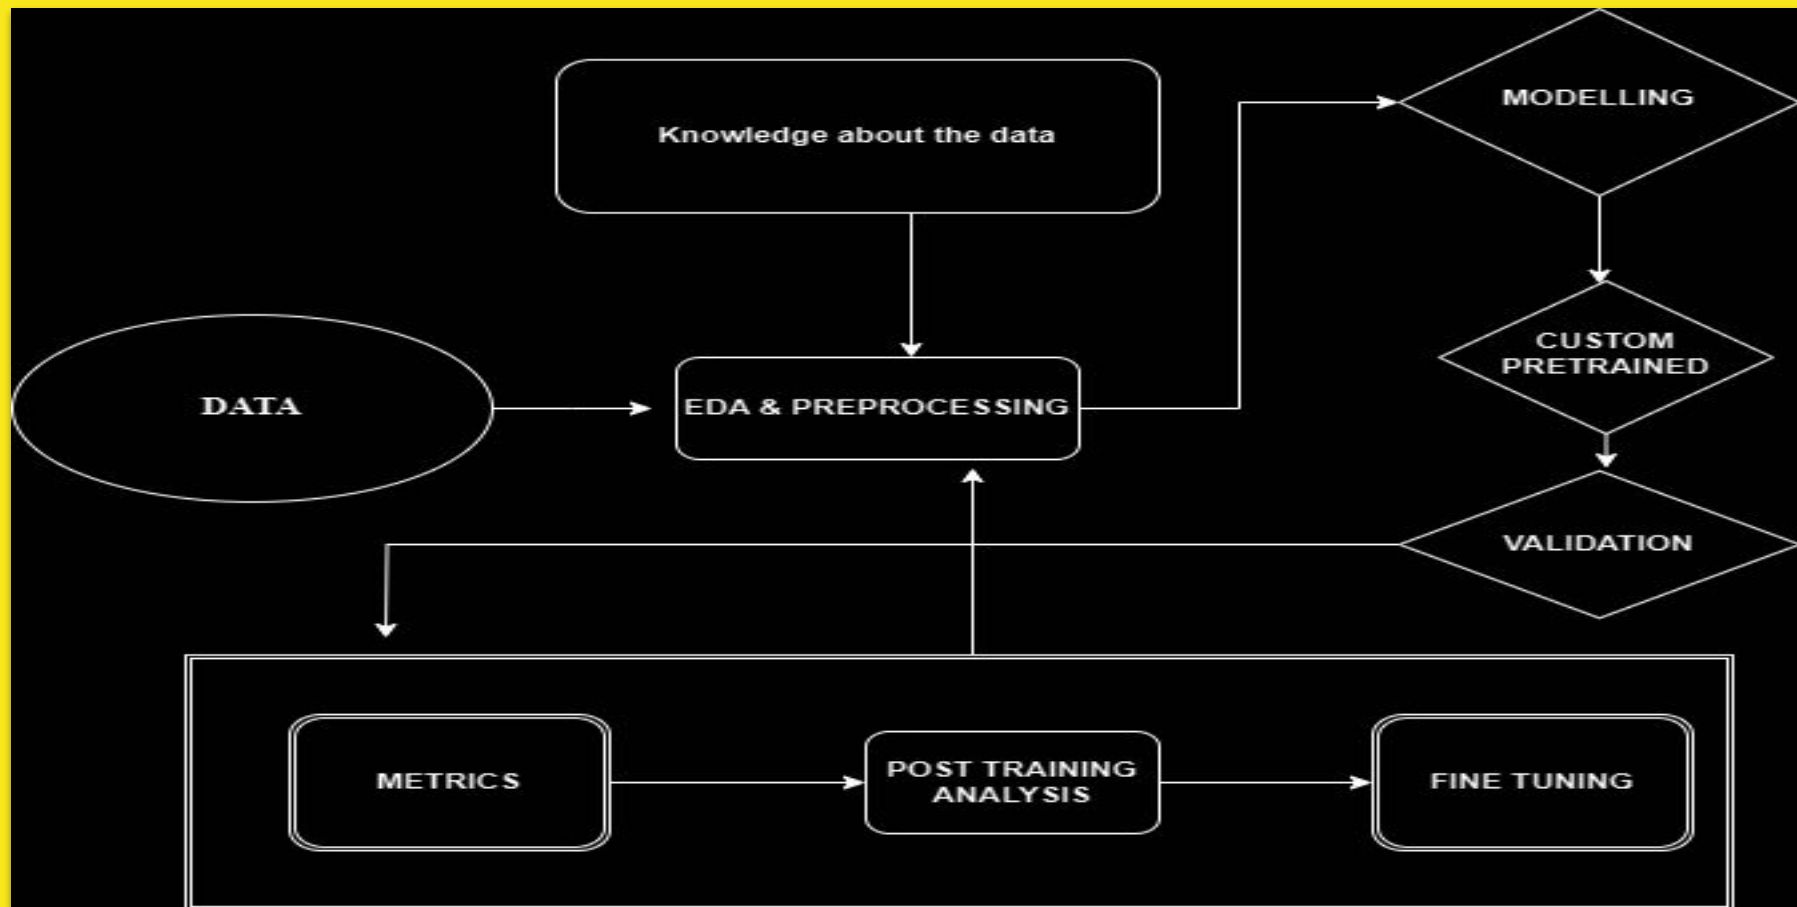 MODELLING
Knowledge about the data
CUSTOM
PRETRAINED
DATA
EDA & PREPROCESSING
VALIDATION
METRICS
POST TRAINING
ANALYSIS
FINE TUNING